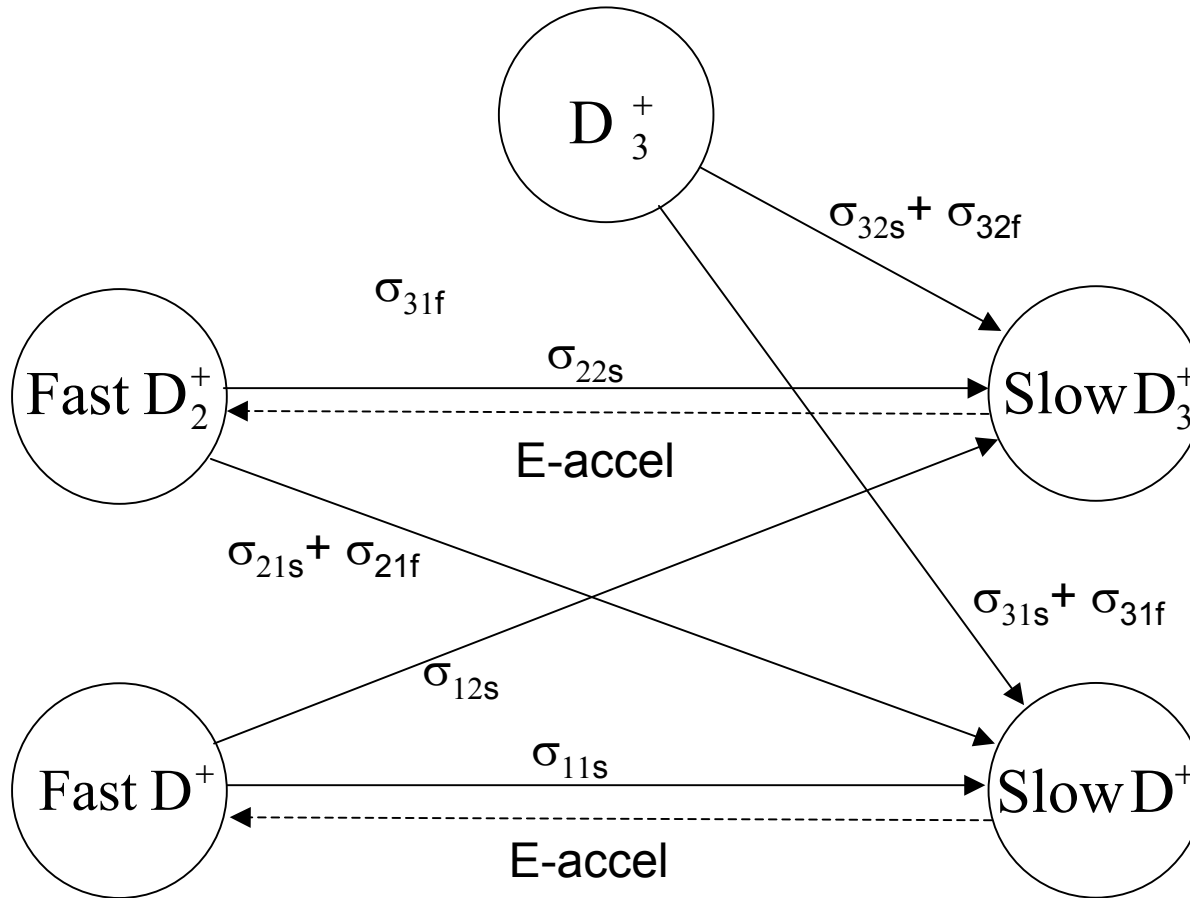 D₃⁺
σ₃₂ₛ+ σ₃₂f
σ₃₁f
σ₂₂ₛ
Fast D₂⁺
Slow D₃⁺
E-accel
σ₂₁ₛ+ σ₂₁f
σ₃₁ₛ+ σ₃₁f
σ₁₂ₛ
σ₁₁ₛ
Fast D⁺
Slow D⁺
E-accel